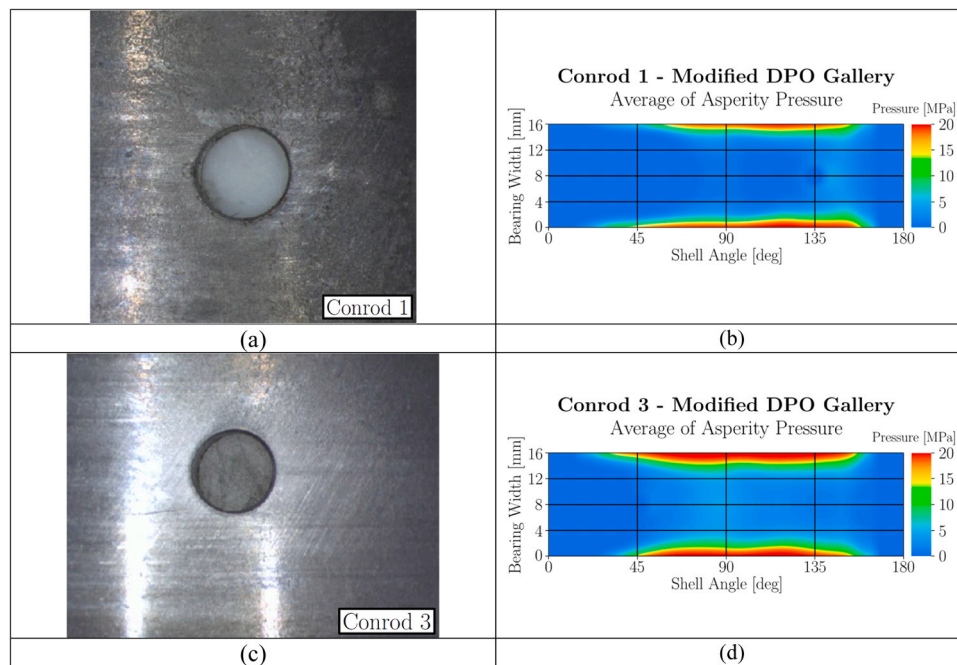 Conrod 1
(a)
Conrod 1 - Modified DPO Gallery
Average of Asperity Pressure
Pressure [MPa]
Bearing Width [mm]
16
12
8
4
0
0 45 90 135 180
Shell Angle [deg]
20
15
10
5
0
(b)
Conrod 3
(c)
Conrod 3 - Modified DPO Gallery
Average of Asperity Pressure
Pressure [MPa]
Bearing Width [mm]
16
12
8
4
0
0 45 90 135 180
Shell Angle [deg]
20
15
10
5
0
(d)